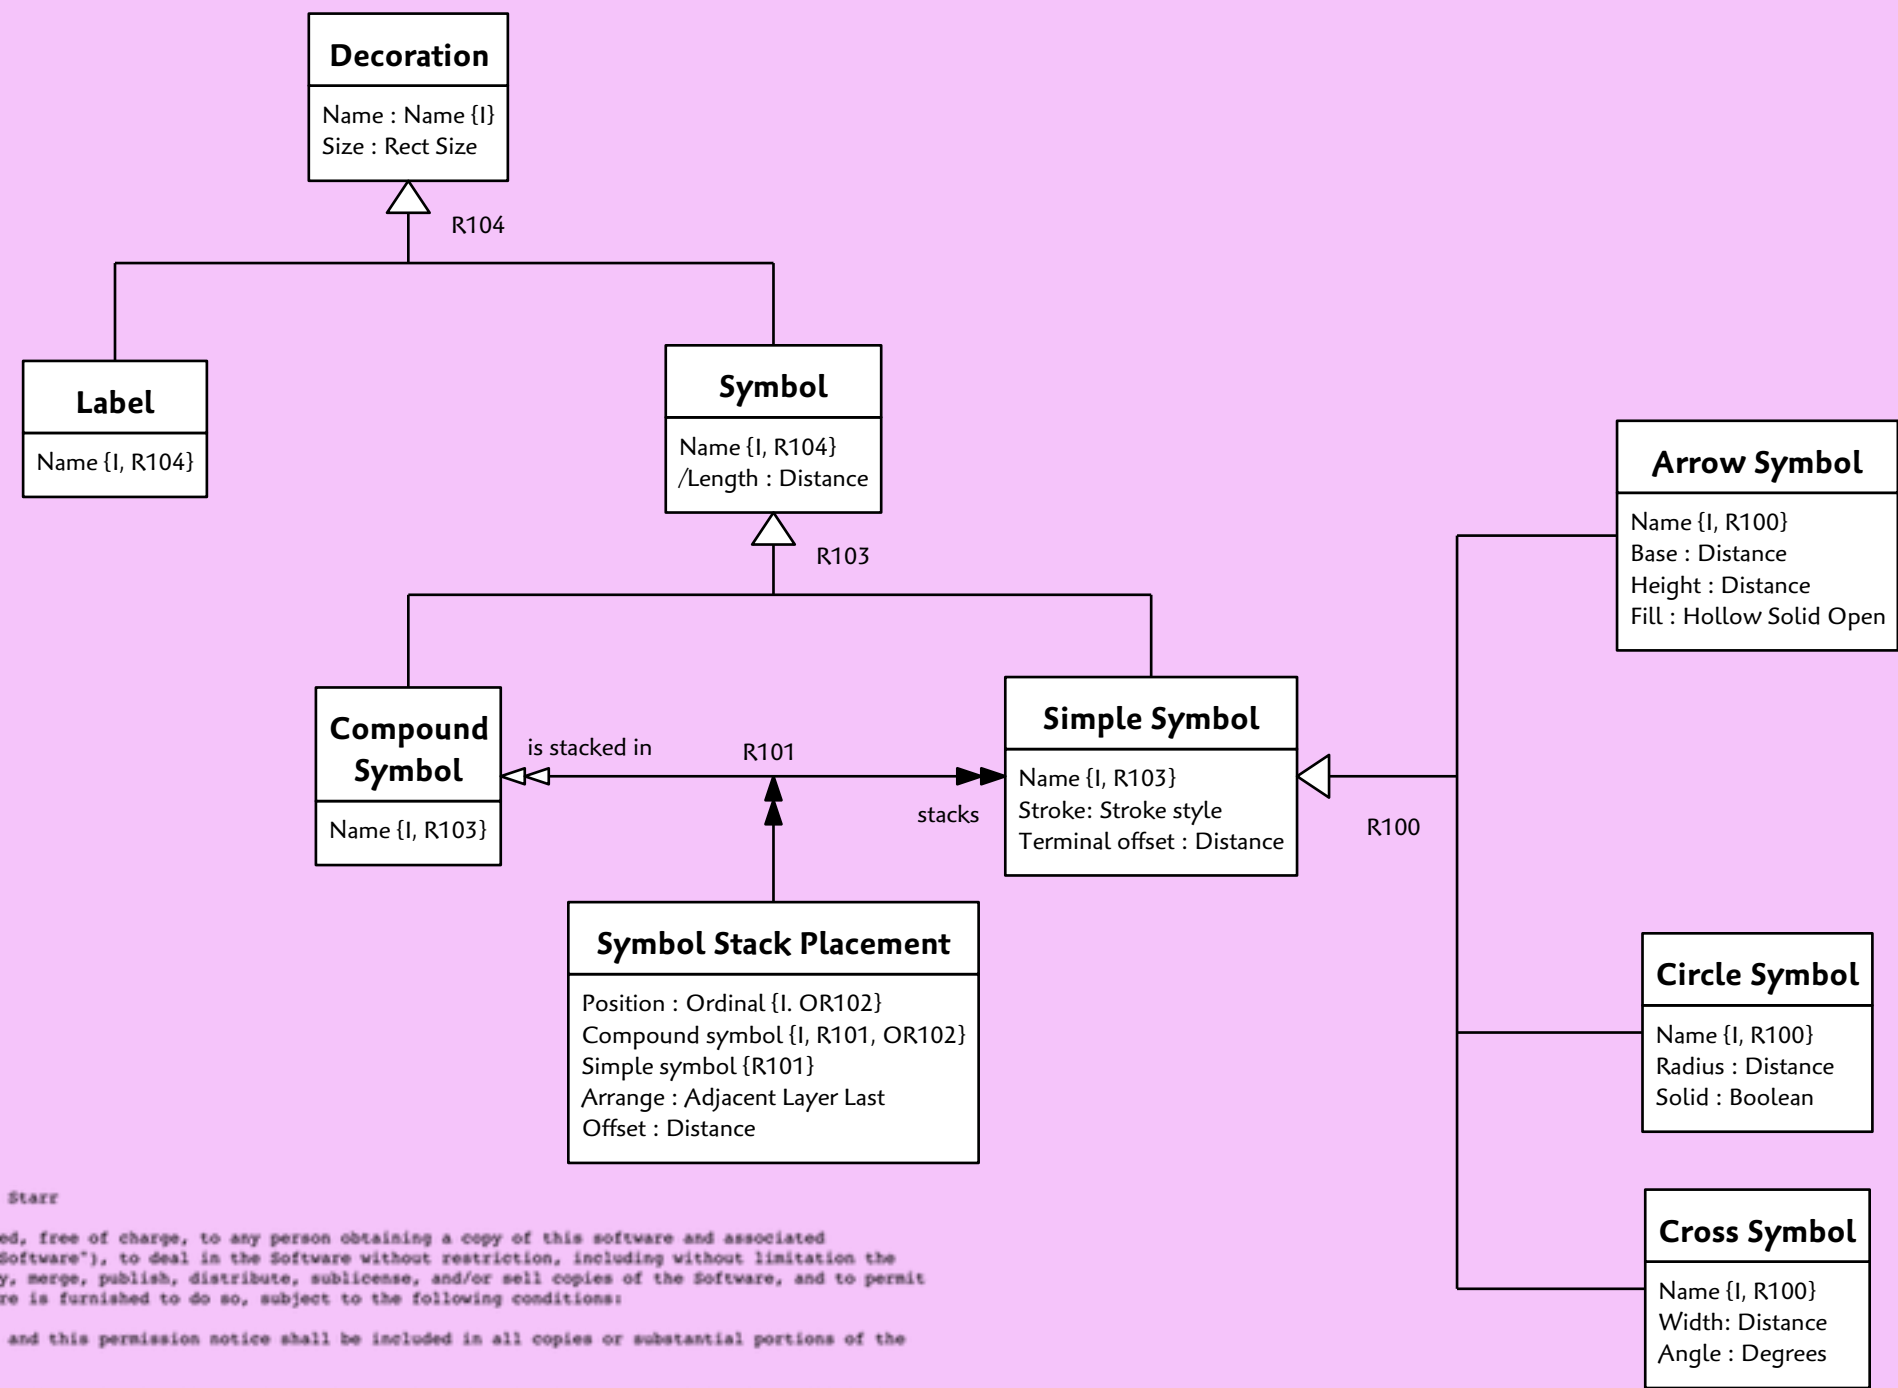 Decoration
Name : Name {I}
Size : Rect Size
R104
Label
Name {I, R104}
Symbol
Name {I, R104}
/Length : Distance
R103
Arrow Symbol
Name {I, R100}
Base : Distance
Height : Distance
Fill : Hollow Solid Open
Compound
Symbol
Name {I, R103}
is stacked in
R101
stacks
Simple Symbol
Name {I, R103}
Stroke: Stroke style
Terminal offset : Distance
R100
Symbol Stack Placement
Position : Ordinal {I. OR102}
Compound symbol {I, R101, OR102}
Simple symbol {R101}
Arrange : Adjacent Layer Last
Offset : Distance
Circle Symbol
Name {I, R100}
Radius : Distance
Solid : Boolean
Cross Symbol
Name {I, R100}
Width: Distance
Angle : Degrees
Starr
ed, free of charge, to any person obtaining a copy of this software and associated
Software"), to deal in the Software without restriction, including without limitation the
y, merge, publish, distribute, sublicense, and/or sell copies of the Software, and to permit
re is furnished to do so, subject to the following conditions:
and this permission notice shall be included in all copies or substantial portions of the